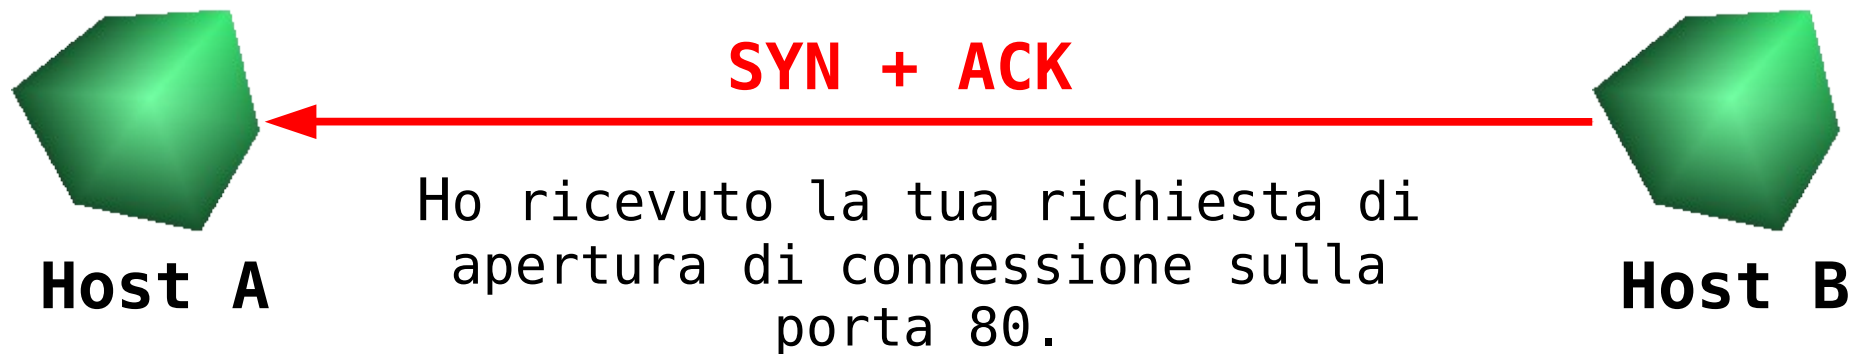 SYN + ACK
Ho ricevuto la tua richiesta di
apertura di connessione sulla
porta 80.
Host A
Host B